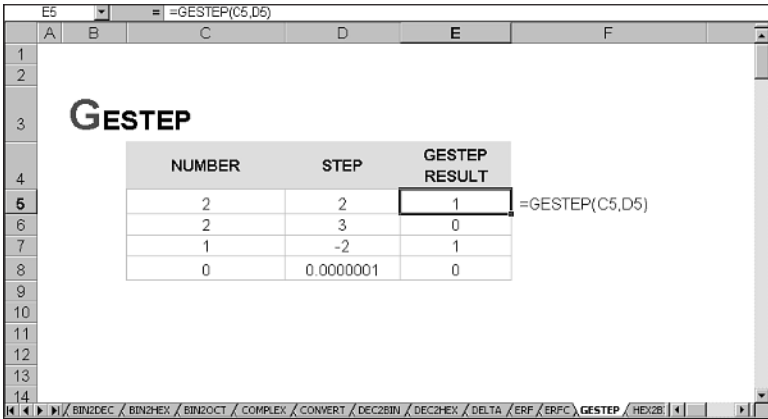 E5 = =GESTEP(C5,D5)
A B C D E F
1
2
3 GESTEP
4 NUMBER STEP GESTEP RESULT
5 2 2 1 =GESTEP(C5,D5)
6 2 3 0
7 1 -2 1
8 0 0.0000001 0
9
10
11
12
13
14
BIN2DEC BIN2HEX BIN2OCT COMPLEX CONVERT DEC2BIN DEC2HEX DELTA ERF ERFC GESTEP HEX2B